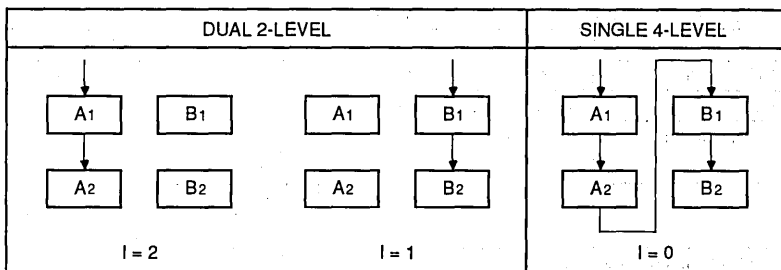 DUAL 2-LEVEL SINGLE 4-LEVEL
A1 B1 A1 B1 A1 B1
A2 B2 A2 B2 A2 B2
I = 2 I = 1 I = 0